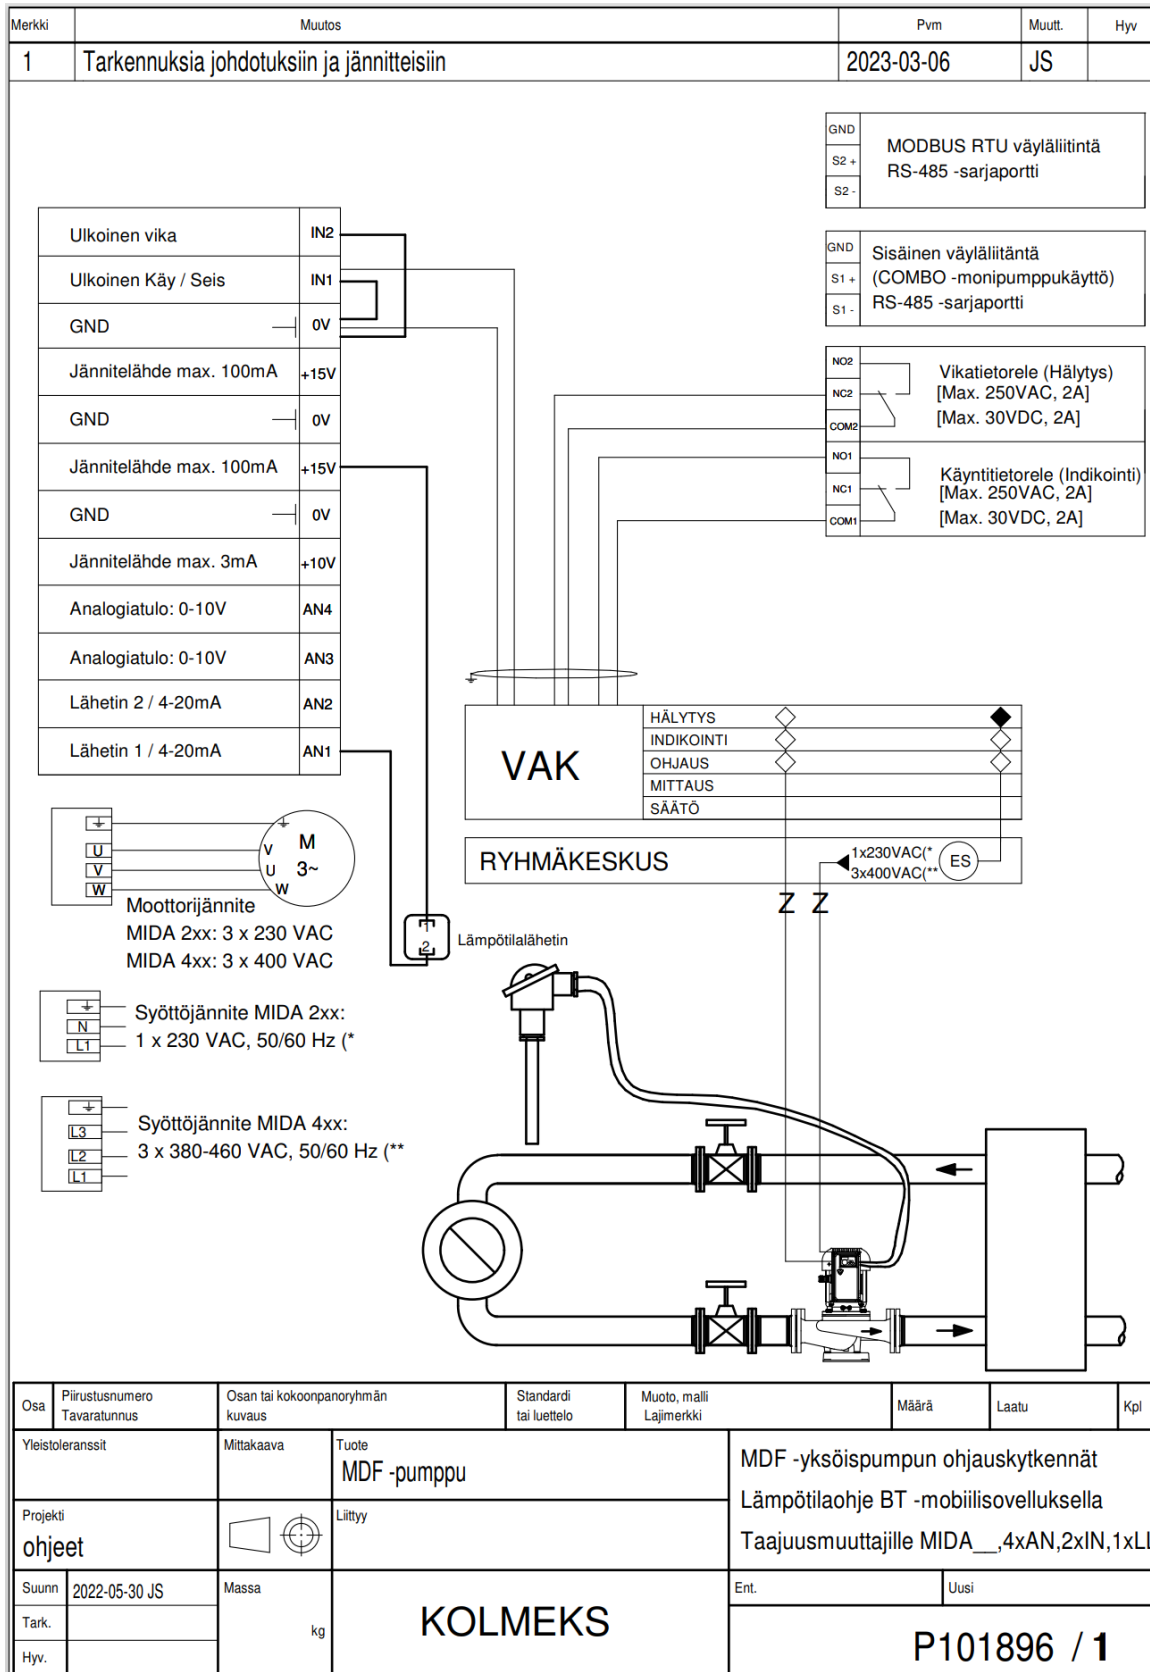 Merkki Muutos Pvm Muutt. Hyv
1 Tarkennuksia johdotuksiin ja jännitteisiin 2023-03-06 JS
GND
S2 +
S2 -
MODBUS RTU väyläliitintä
RS-485 -sarjaportti
GND
S1 +
S1 -
Sisäinen väyläliitäntä
(COMBO -monipumppukäyttö)
RS-485 -sarjaportti
NO2
NC2
COM2
Vikatietorele (Hälytys)
[Max. 250VAC, 2A]
[Max. 30VDC, 2A]
NO1
NC1
COM1
Käyntitietorele (Indikointi)
[Max. 250VAC, 2A]
[Max. 30VDC, 2A]
Ulkoinen vika IN2
Ulkoinen Käy / Seis IN1
GND 0V
Jännitelähde max. 100mA +15V
GND 0V
Jännitelähde max. 100mA +15V
GND 0V
Jännitelähde max. 3mA +10V
Analogiatulo: 0-10V AN4
Analogiatulo: 0-10V AN3
Lähetin 2 / 4-20mA AN2
Lähetin 1 / 4-20mA AN1
VAK
HÄLYTYS
INDIKOINTI
OHJAUS
MITTAUS
SÄÄTÖ
RYHMÄKESKUS
1x230VAC(*
3x400VAC(**
ES
Z Z
U
V
W
V
U
W
M
3~
Moottorijännite
MIDA 2xx: 3 x 230 VAC
MIDA 4xx: 3 x 400 VAC
1
2
Lämpötilalähetin
N
L1
Syöttöjännite MIDA 2xx:
1 x 230 VAC, 50/60 Hz (*
L3
L2
L1
Syöttöjännite MIDA 4xx:
3 x 380-460 VAC, 50/60 Hz (**
Osa
Piirustusnumero
Tavaratunnus
Osan tai kokoonpanoryhmän
kuvaus
Standardi
tai luettelo
Muoto, malli
Lajimerkki
Määrä
Laatu
Kpl
Yleistoleranssit
Mittakaava
Tuote
MDF -pumppu
MDF -yksöispumpun ohjauskytkennät
Lämpötilaohje BT -mobiilisovelluksella
Taajuusmuuttajille MIDA__,4xAN,2xIN,1xLL
Projekti
ohjeet
Liittyy
Suunn 2022-05-30 JS
Tark.
Hyv.
Massa
kg
KOLMEKS
Ent.
Uusi
P101896 / 1